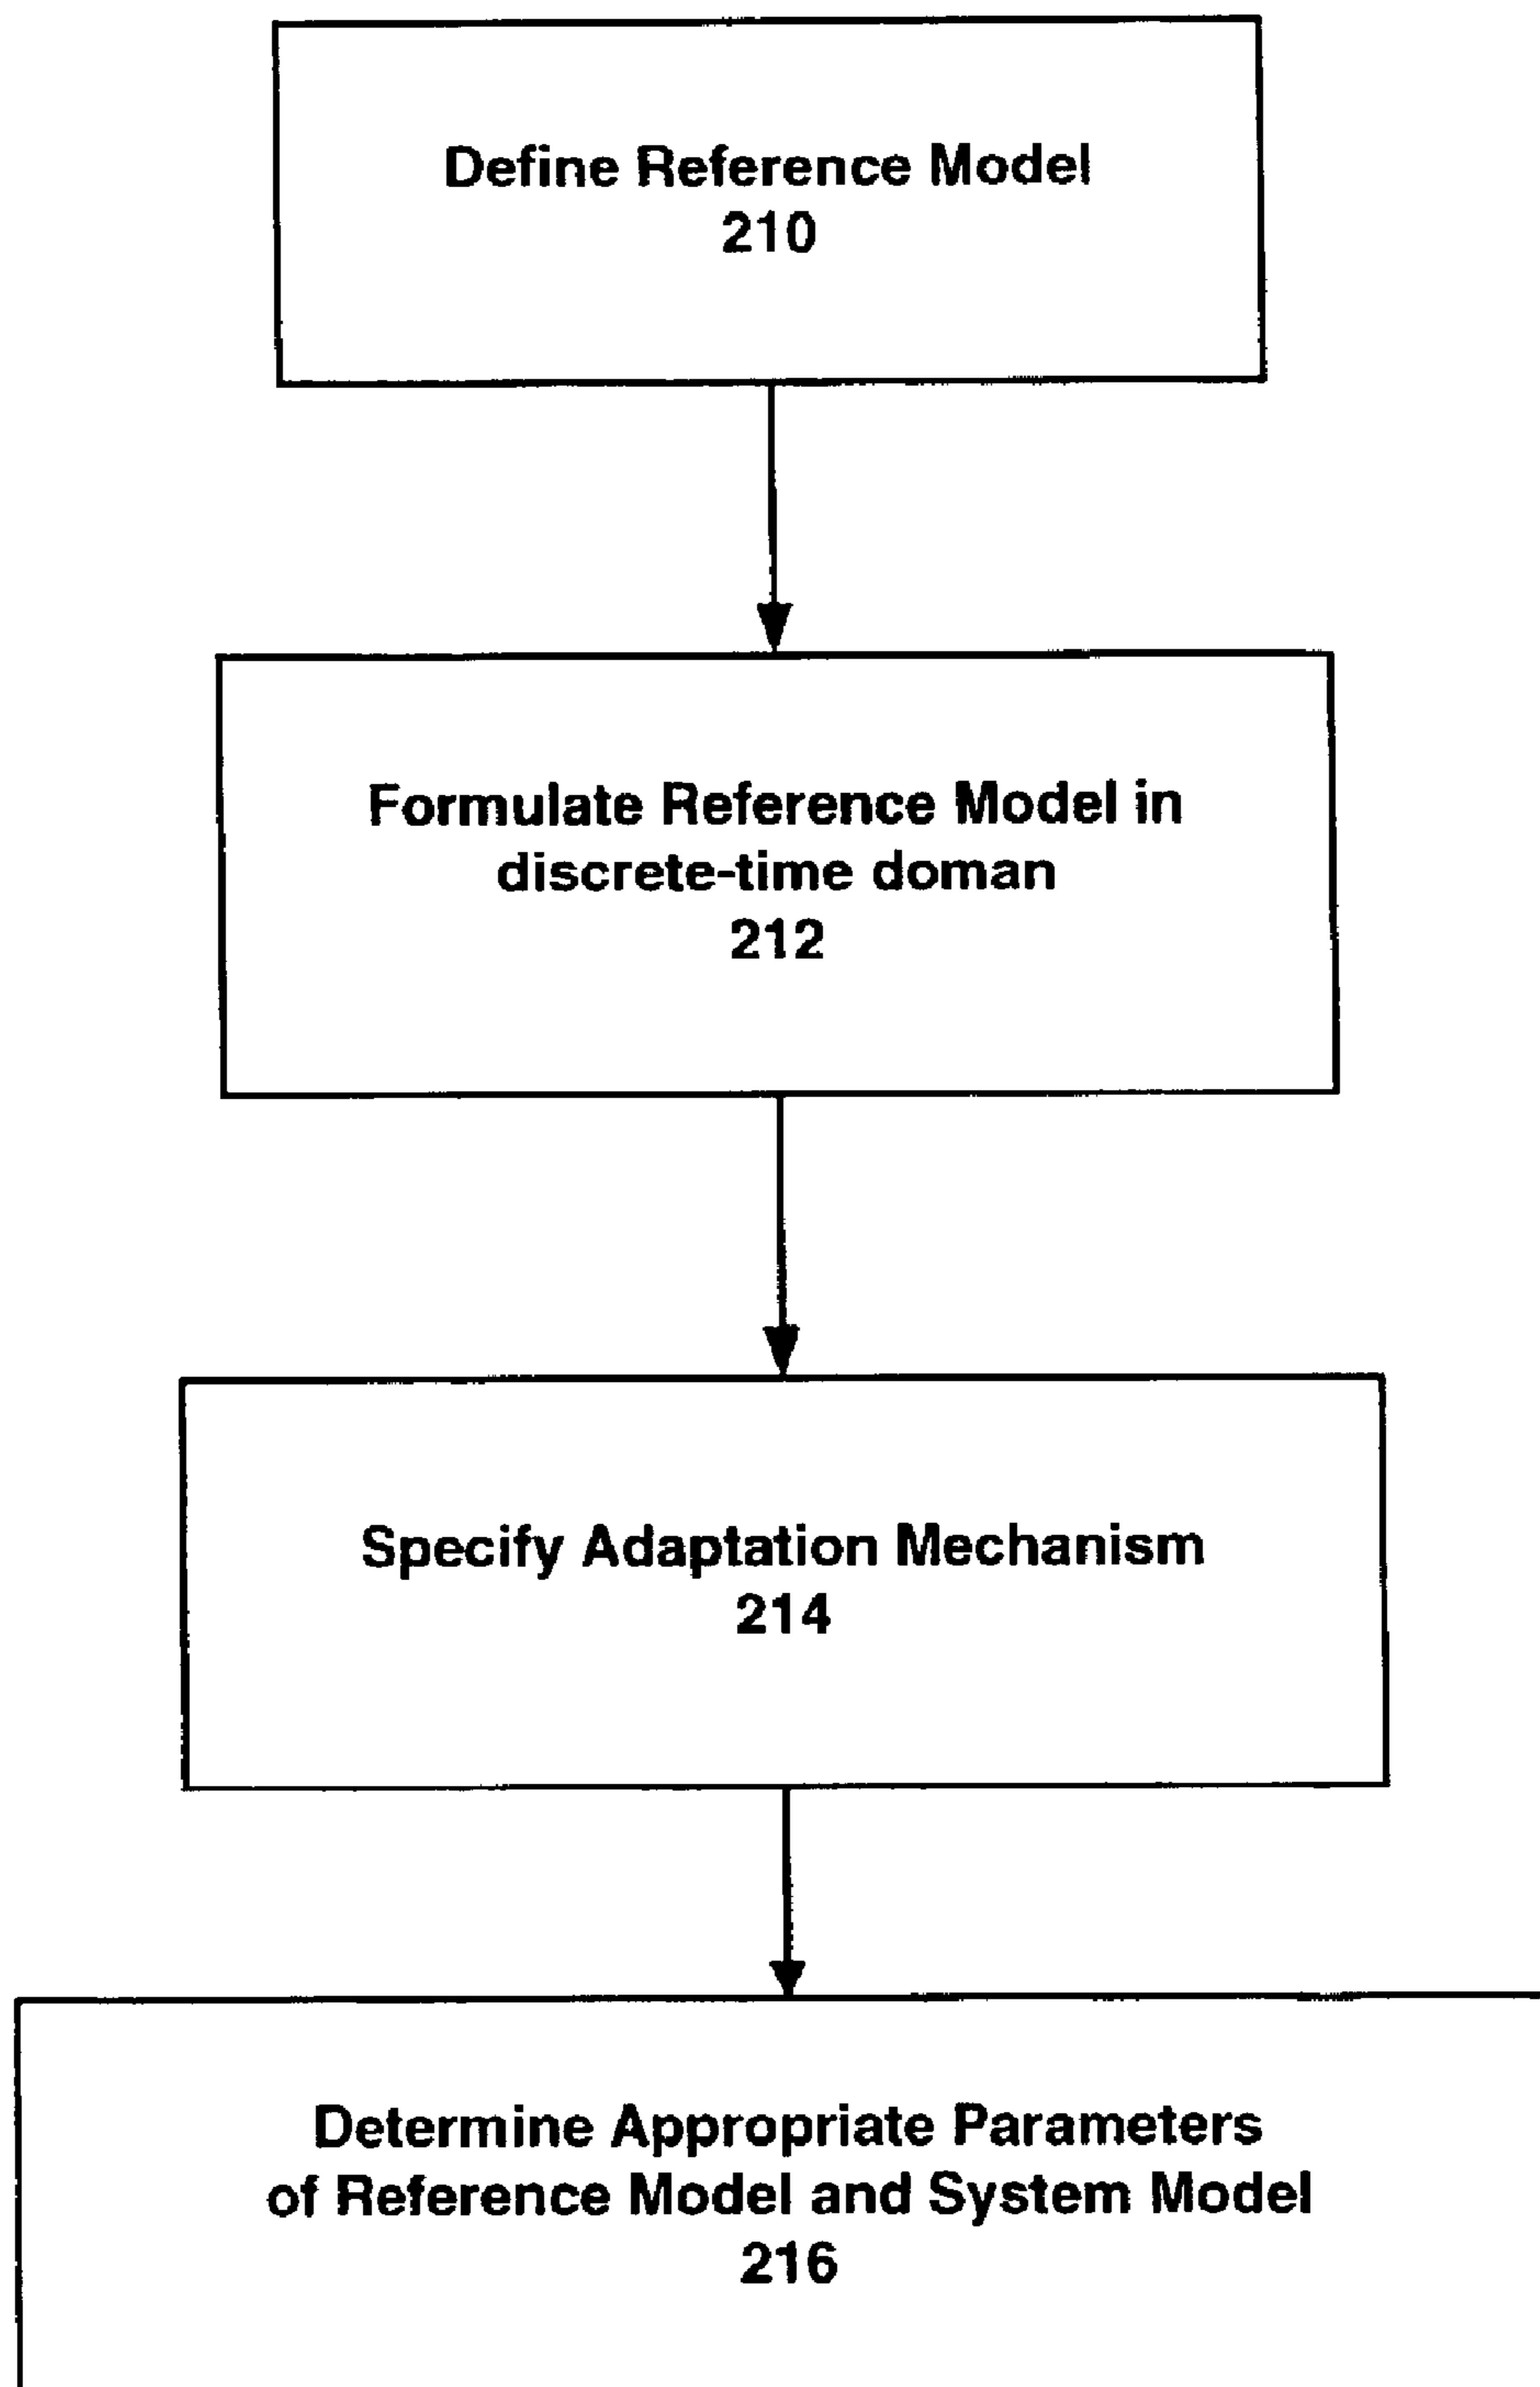 Define Reference Model
210
Formulate Reference Model in
discrete-time doman
212
Specify Adaptation Mechanism
214
Determine Appropriate Parameters
of Reference Model and System Model
216